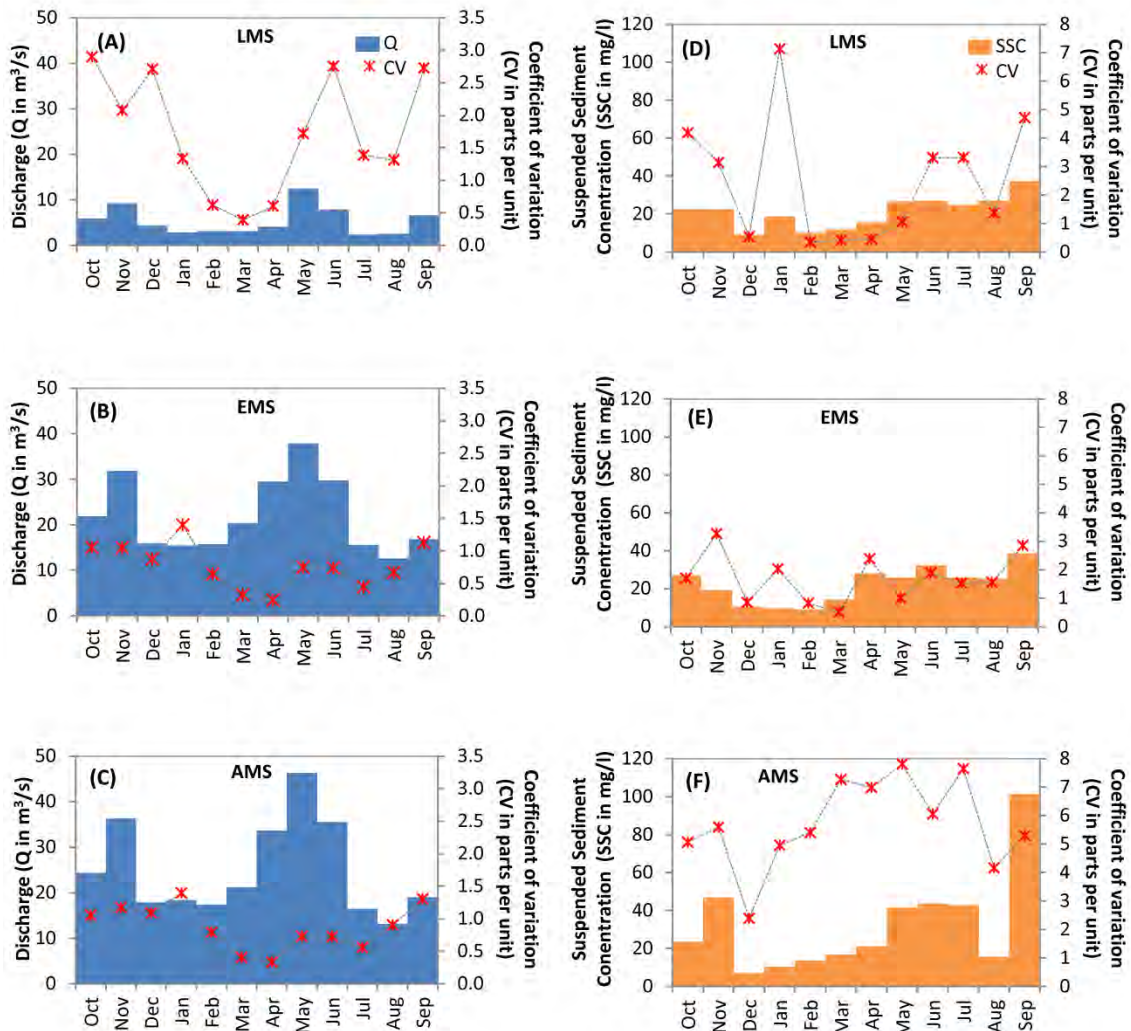 (A)
LMS
Q
CV
Discharge (Q in m³/s)
50
40
30
20
10
0
3.5
3.0
2.5
2.0
1.5
1.0
0.5
0.0
Coefficient of variation
(CV in parts per unit)
Oct
Nov
Dec
Jan
Feb
Mar
Apr
May
Jun
Jul
Aug
Sep
(D)
LMS
SSC
CV
Suspended Sediment
Conentration (SSC in mg/l)
120
100
80
60
40
20
0
8
7
6
5
4
3
2
1
0
Coefficient of variation
(CV in parts per unit)
Oct
Nov
Dec
Jan
Feb
Mar
Apr
May
Jun
Jul
Aug
Sep
(B)
EMS
Discharge (Q in m³/s)
50
40
30
20
10
0
3.5
3.0
2.5
2.0
1.5
1.0
0.5
0.0
Coefficient of variation
(CV in parts per unit)
Oct
Nov
Dec
Jan
Feb
Mar
Apr
May
Jun
Jul
Aug
Sep
(E)
EMS
Suspended Sediment
Conentration (SSC in mg/l)
120
100
80
60
40
20
0
8
7
6
5
4
3
2
1
0
Coefficient of variation
(CV in parts per unit)
Oct
Nov
Dec
Jan
Feb
Mar
Apr
May
Jun
Jul
Aug
Sep
(C)
AMS
Discharge (Q in m³/s)
50
40
30
20
10
0
3.5
3.0
2.5
2.0
1.5
1.0
0.5
0.0
Coefficient of variation
(CV in parts per unit)
Oct
Nov
Dec
Jan
Feb
Mar
Apr
May
Jun
Jul
Aug
Sep
(F)
AMS
Suspended Sediment
Conentration (SSC in mg/l)
120
100
80
60
40
20
0
8
7
6
5
4
3
2
1
0
Coefficient of variation
(CV in parts per unit)
Oct
Nov
Dec
Jan
Feb
Mar
Apr
May
Jun
Jul
Aug
Sep